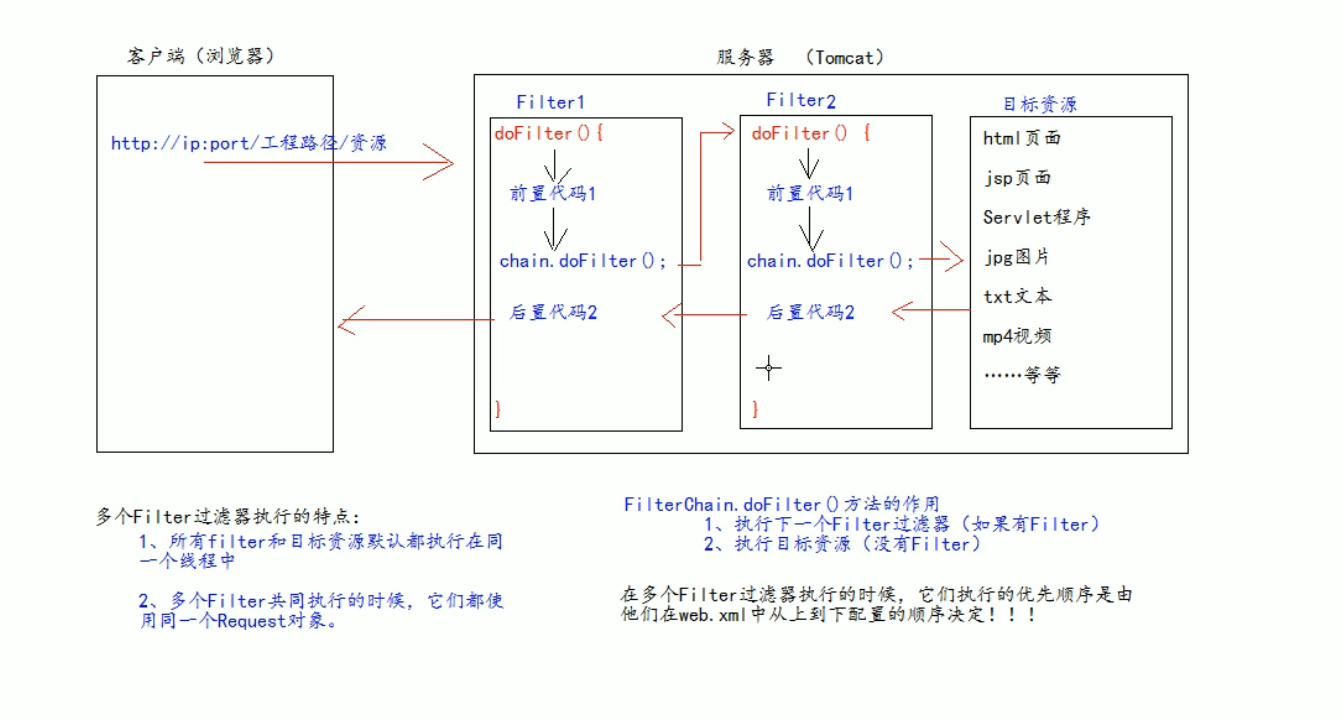 客户端（浏览器）
服务器 （Tomcat）
http://ip:port/工程路径/资源
Filter1
doFilter(){
前置代码1
chain.doFilter();
后置代码2
}
Filter2
doFilter() {
前置代码1
chain.doFilter();
后置代码2
}
目标资源
html页面
jsp页面
Servlet程序
jpg图片
txt文本
mp4视频
……等等
多个Filter过滤器执行的特点：
1、所有filter和目标资源默认都执行在同
一个线程中
2、多个Filter共同执行的时候，它们都使
用同一个Request对象。
FilterChain.doFilter()方法的作用
1、执行下一个Filter过滤器（如果有Filter）
2、执行目标资源（没有Filter）
在多个Filter过滤器执行的时候，它们执行的优先顺序是由
他们在web.xml中从上到下配置的顺序决定！！！